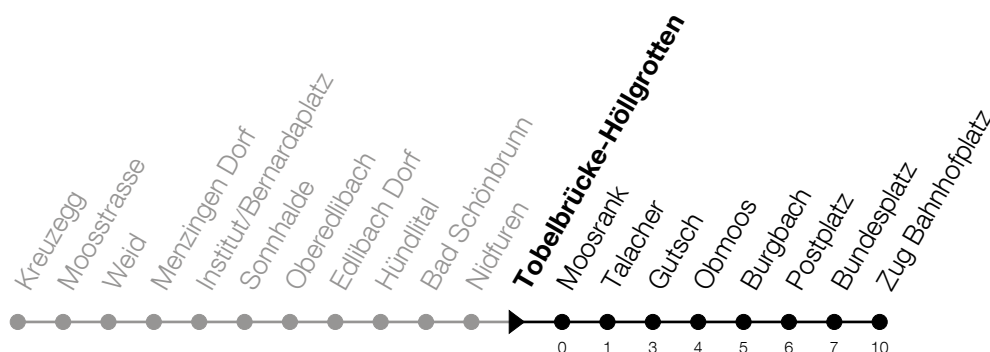 Kreuzegg
Moosstrasse
Weid
Menzingen Dorf
Institut/Bernardaplatz
Sonnhalde
Oberedlibach
Edlibach Dorf
Hündlital
Bad Schönbrunn
Nidfuren
Tobelbrücke-Höllgrotten
Moosrank
Talacher
Gutsch
Obmoos
Burgbach
Postplatz
Bundesplatz
Zug Bahnhofplatz
0 1 3 4 5 6 7 10